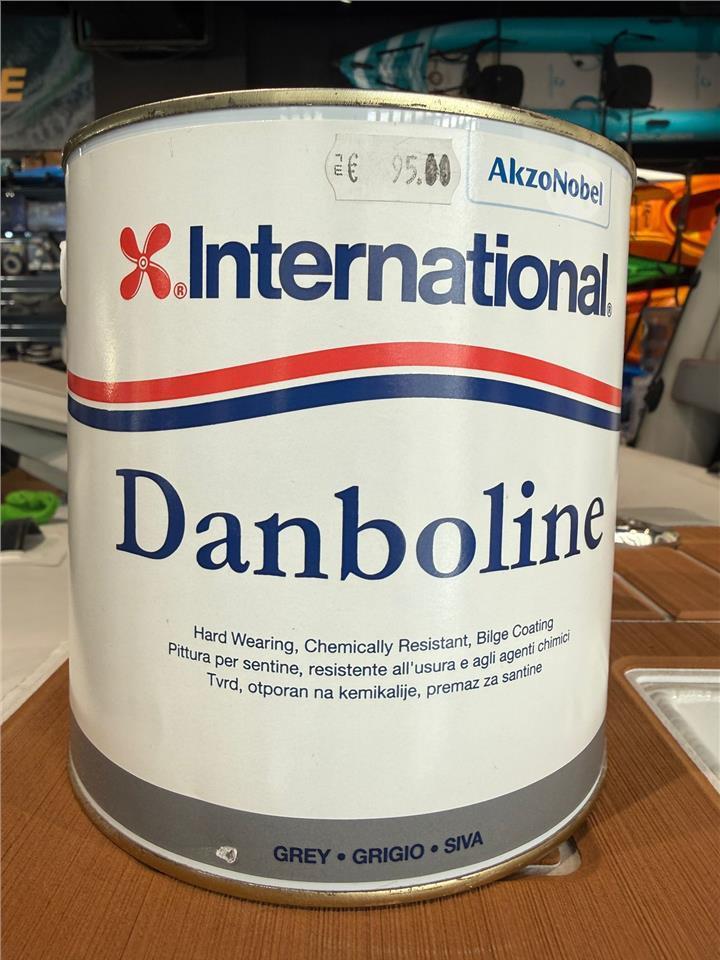 E
€ 95.00
AkzoNobel
International®
Danboline
Hard Wearing, Chemically Resistant, Bilge Coating
Pittura per sentine, resistente all'usura e agli agenti chimici
Tvrd, otporan na kemikalije, premaz za santine
GREY • GRIGIO • SIVA